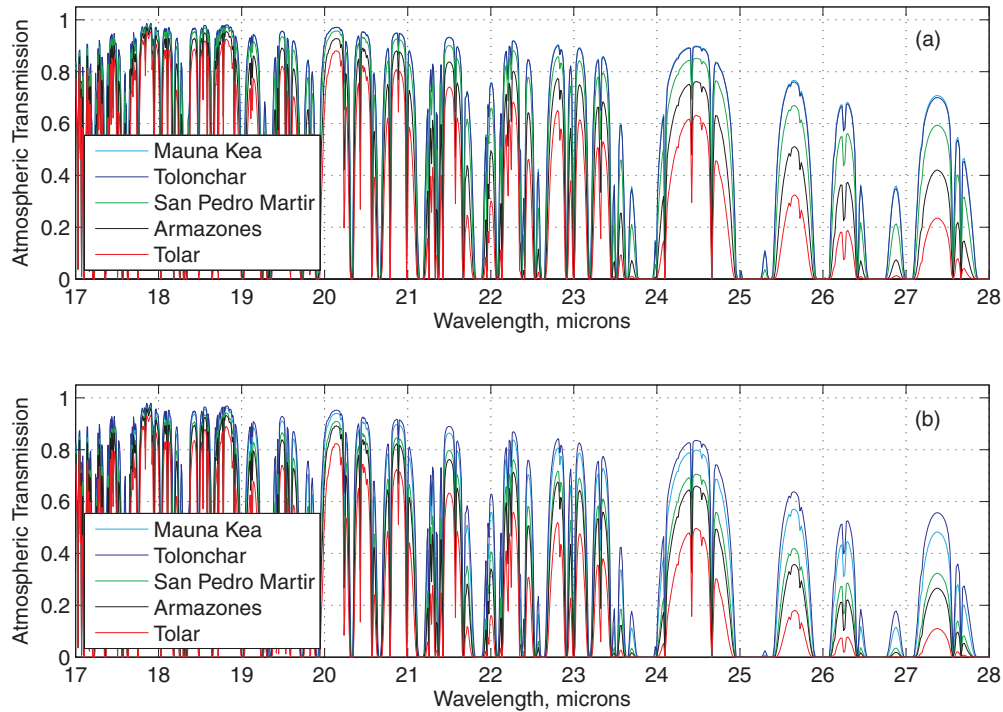 1
0.8
0.6
0.4
0.2
0
Atmospheric Transmission
(a)
Mauna Kea
Tolonchar
San Pedro Martir
Armazones
Tolar
17 18 19 20 21 22 23 24 25 26 27 28
Wavelength, microns
1
0.8
0.6
0.4
0.2
0
Atmospheric Transmission
(b)
Mauna Kea
Tolonchar
San Pedro Martir
Armazones
Tolar
17 18 19 20 21 22 23 24 25 26 27 28
Wavelength, microns